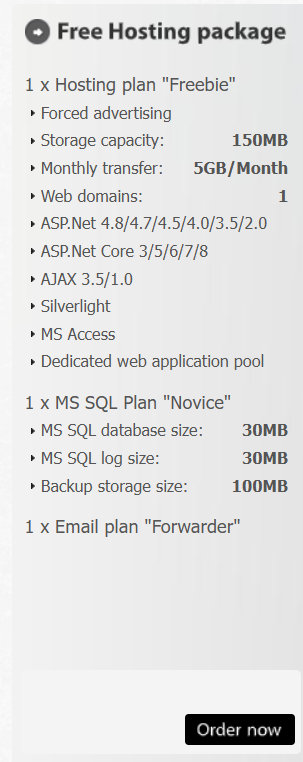 Free Hosting package
1 x Hosting plan "Freebie"
Forced advertising
Storage capacity: 150MB
Monthly transfer: 5GB/Month
Web domains: 1
ASP.Net 4.8/4.7/4.5/4.0/3.5/2.0
ASP.Net Core 3/5/6/7/8
AJAX 3.5/1.0
Silverlight
MS Access
Dedicated web application pool
1 x MS SQL Plan "Novice"
MS SQL database size: 30MB
MS SQL log size: 30MB
Backup storage size: 100MB
1 x Email plan "Forwarder"
Order now